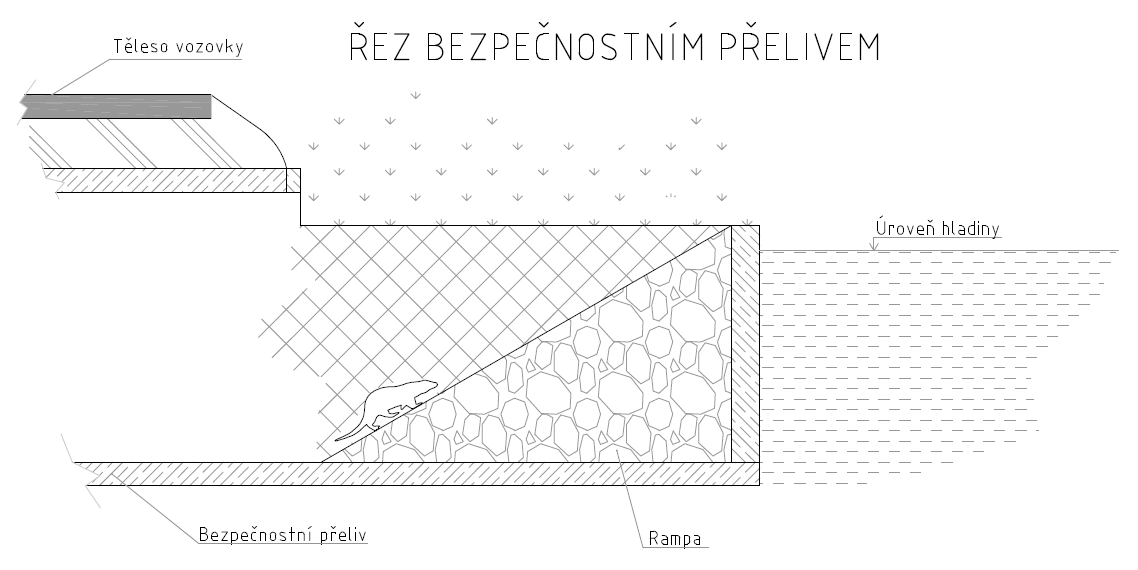 ŘEZ BEZPEČNOSTNÍM PŘELIVEM
Těleso vozovky
Úroveň hladiny
Bezpečnostní přeliv
Rampa